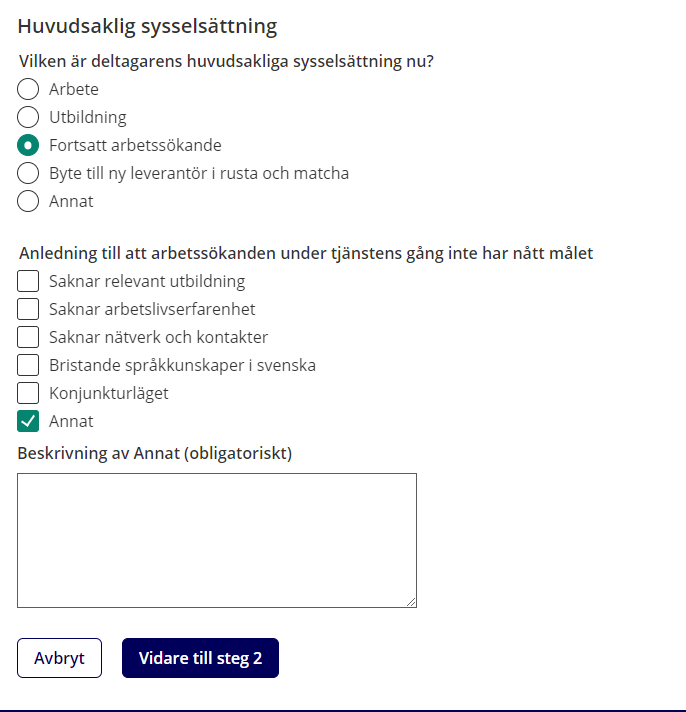 Huvudsaklig sysselsättning
Vilken är deltagarens huvudsakliga sysselsättning nu?
Arbete
Utbildning
Fortsatt arbetssökande
Byte till ny leverantör i rusta och matcha
Annat
Anledning till att arbetssökanden under tjänstens gång inte har nått målet
Saknar relevant utbildning
Saknar arbetslivserfarenhet
Saknar nätverk och kontakter
Bristande språkkunskaper i svenska
Konjunkturläget
Annat
Beskrivning av Annat (obligatoriskt)
Avbryt
Vidare till steg 2